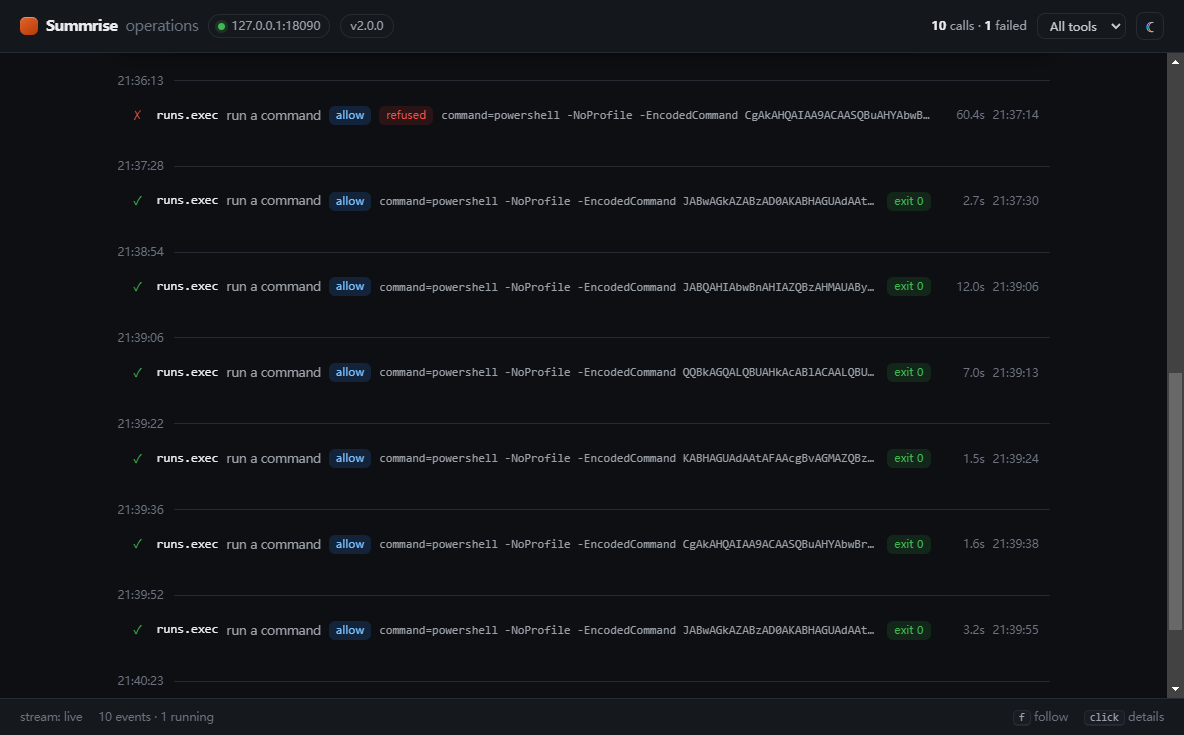 Summrise operations 127.0.0.1:18090 v2.0.0 10 calls · 1 failed All tools
21:36:13
✗ runs.exec run a command allow refused command=powershell -NoProfile -EncodedCommand CgAkAHQAIAA9ACAASQBuAHYAbwB… 60.4s 21:37:14
21:37:28
✓ runs.exec run a command allow command=powershell -NoProfile -EncodedCommand JABwAGkAZABzAD0AKABHAGUAdAAt… exit 0 2.7s 21:37:30
21:38:54
✓ runs.exec run a command allow command=powershell -NoProfile -EncodedCommand JABQAHIAbwBnAHIAZQBzAHMAUABy… exit 0 12.0s 21:39:06
21:39:06
✓ runs.exec run a command allow command=powershell -NoProfile -EncodedCommand QQBkAGQALQBUAHkAcABlACAALQBU… exit 0 7.0s 21:39:13
21:39:22
✓ runs.exec run a command allow command=powershell -NoProfile -EncodedCommand KABHAGUAdAAtAFAAcgBvAGMAZQBz… exit 0 1.5s 21:39:24
21:39:36
✓ runs.exec run a command allow command=powershell -NoProfile -EncodedCommand CgAkAHQAIAA9ACAASQBuAHYAbwBr… exit 0 1.6s 21:39:38
21:39:52
✓ runs.exec run a command allow command=powershell -NoProfile -EncodedCommand JABwAGkAZABzAD0AKABHAGUAdAAt… exit 0 3.2s 21:39:55
21:40:23
stream: live 10 events · 1 running f follow click details